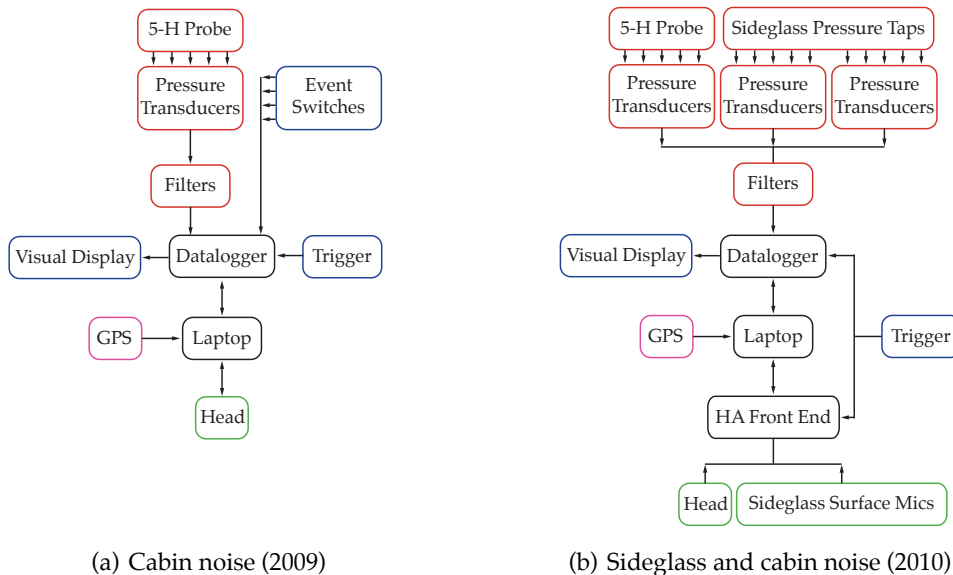 5-H Probe
Pressure
Transducers
Event
Switches
Filters
Visual Display
Datalogger
Trigger
GPS
Laptop
Head
(a) Cabin noise (2009)
5-H Probe
Sideglass Pressure Taps
Pressure
Transducers
Pressure
Transducers
Pressure
Transducers
Filters
Visual Display
Datalogger
GPS
Laptop
Trigger
HA Front End
Head
Sideglass Surface Mics
(b) Sideglass and cabin noise (2010)